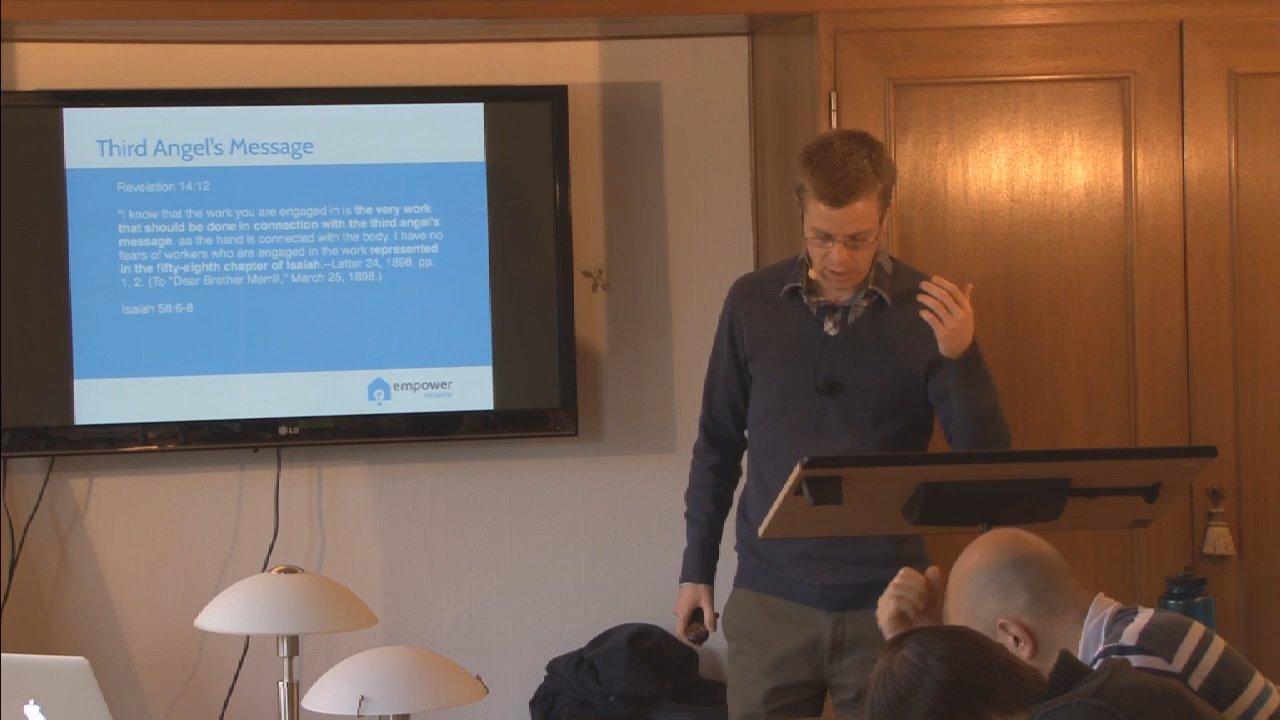 Third Angel's Message
Revelation 14:12
"I know that the work you are engaged in is the very work
that should be done in connection with the third angel's
message, as the hand is connected with the body. I have no
fears of workers who are engaged in the work represented
in the fifty-eighth chapter of Isaiah.--Letter 24, 1898, pp.
1, 2. (To "Dear Brother Merrill," March 25, 1898.)
Isaiah 58:6-8
empower
LG